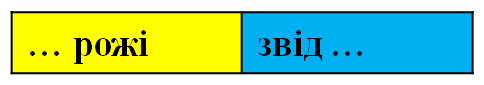 … рожі звід …